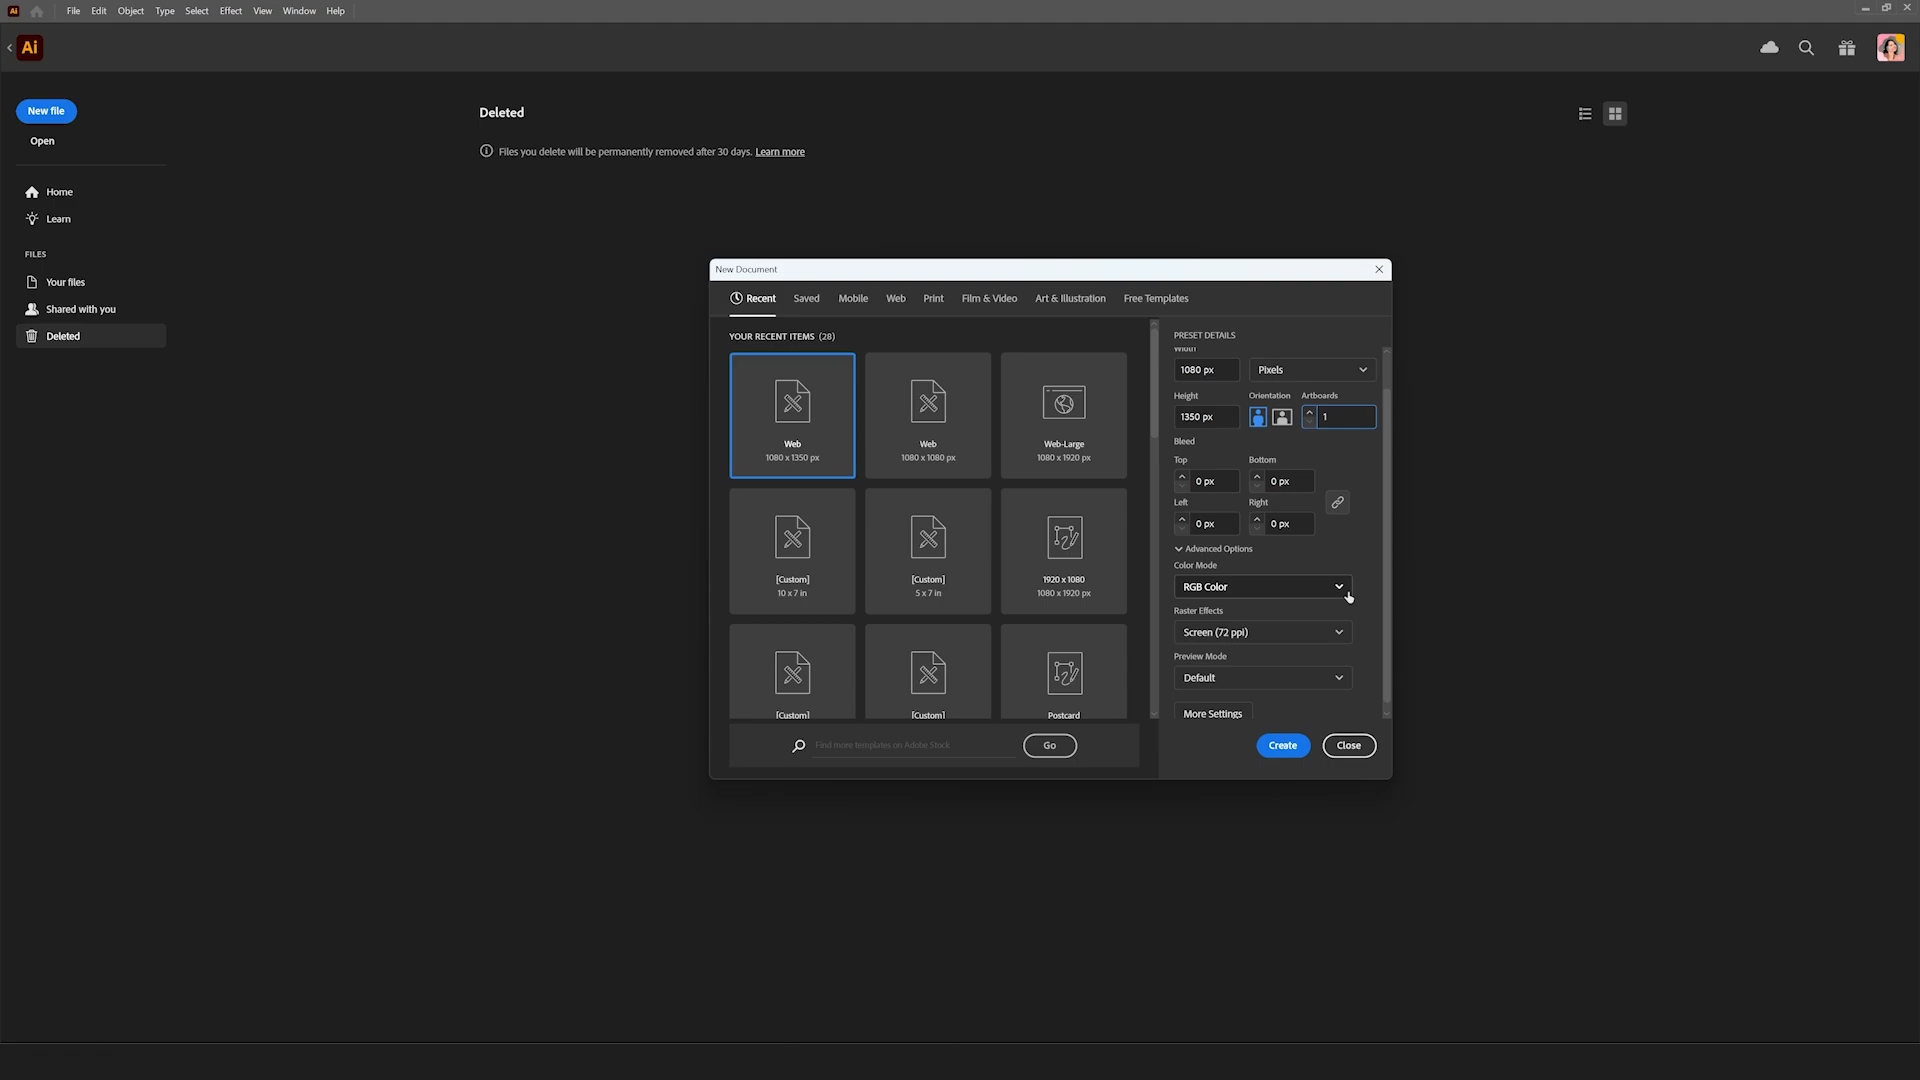 Ai
File Edit Object Type Select Effect View Window Help
Ai
New file
Open
Home
Learn
FILES
Your files
Shared with you
Deleted
Deleted
Files you delete will be permanently removed after 30 days. Learn more
New Document
Recent Saved Mobile Web Print Film & Video Art & Illustration Free Templates
YOUR RECENT ITEMS (28)
Web
1080 x 1350 px
Web
1080 x 1080 px
Web-Large
1080 x 1920 px
[Custom]
10 x 7 in
[Custom]
5 x 7 in
1920 x 1080
1080 x 1920 px
[Custom]
[Custom]
Postcard
Find more templates on Adobe Stock
Go
PRESET DETAILS
Width
1080 px Pixels
Height Orientation Artboards
1350 px 1
Bleed
Top Bottom
0 px 0 px
Left Right
0 px 0 px
Advanced Options
Color Mode
RGB Color
Raster Effects
Screen (72 ppi)
Preview Mode
Default
More Settings
Create Close